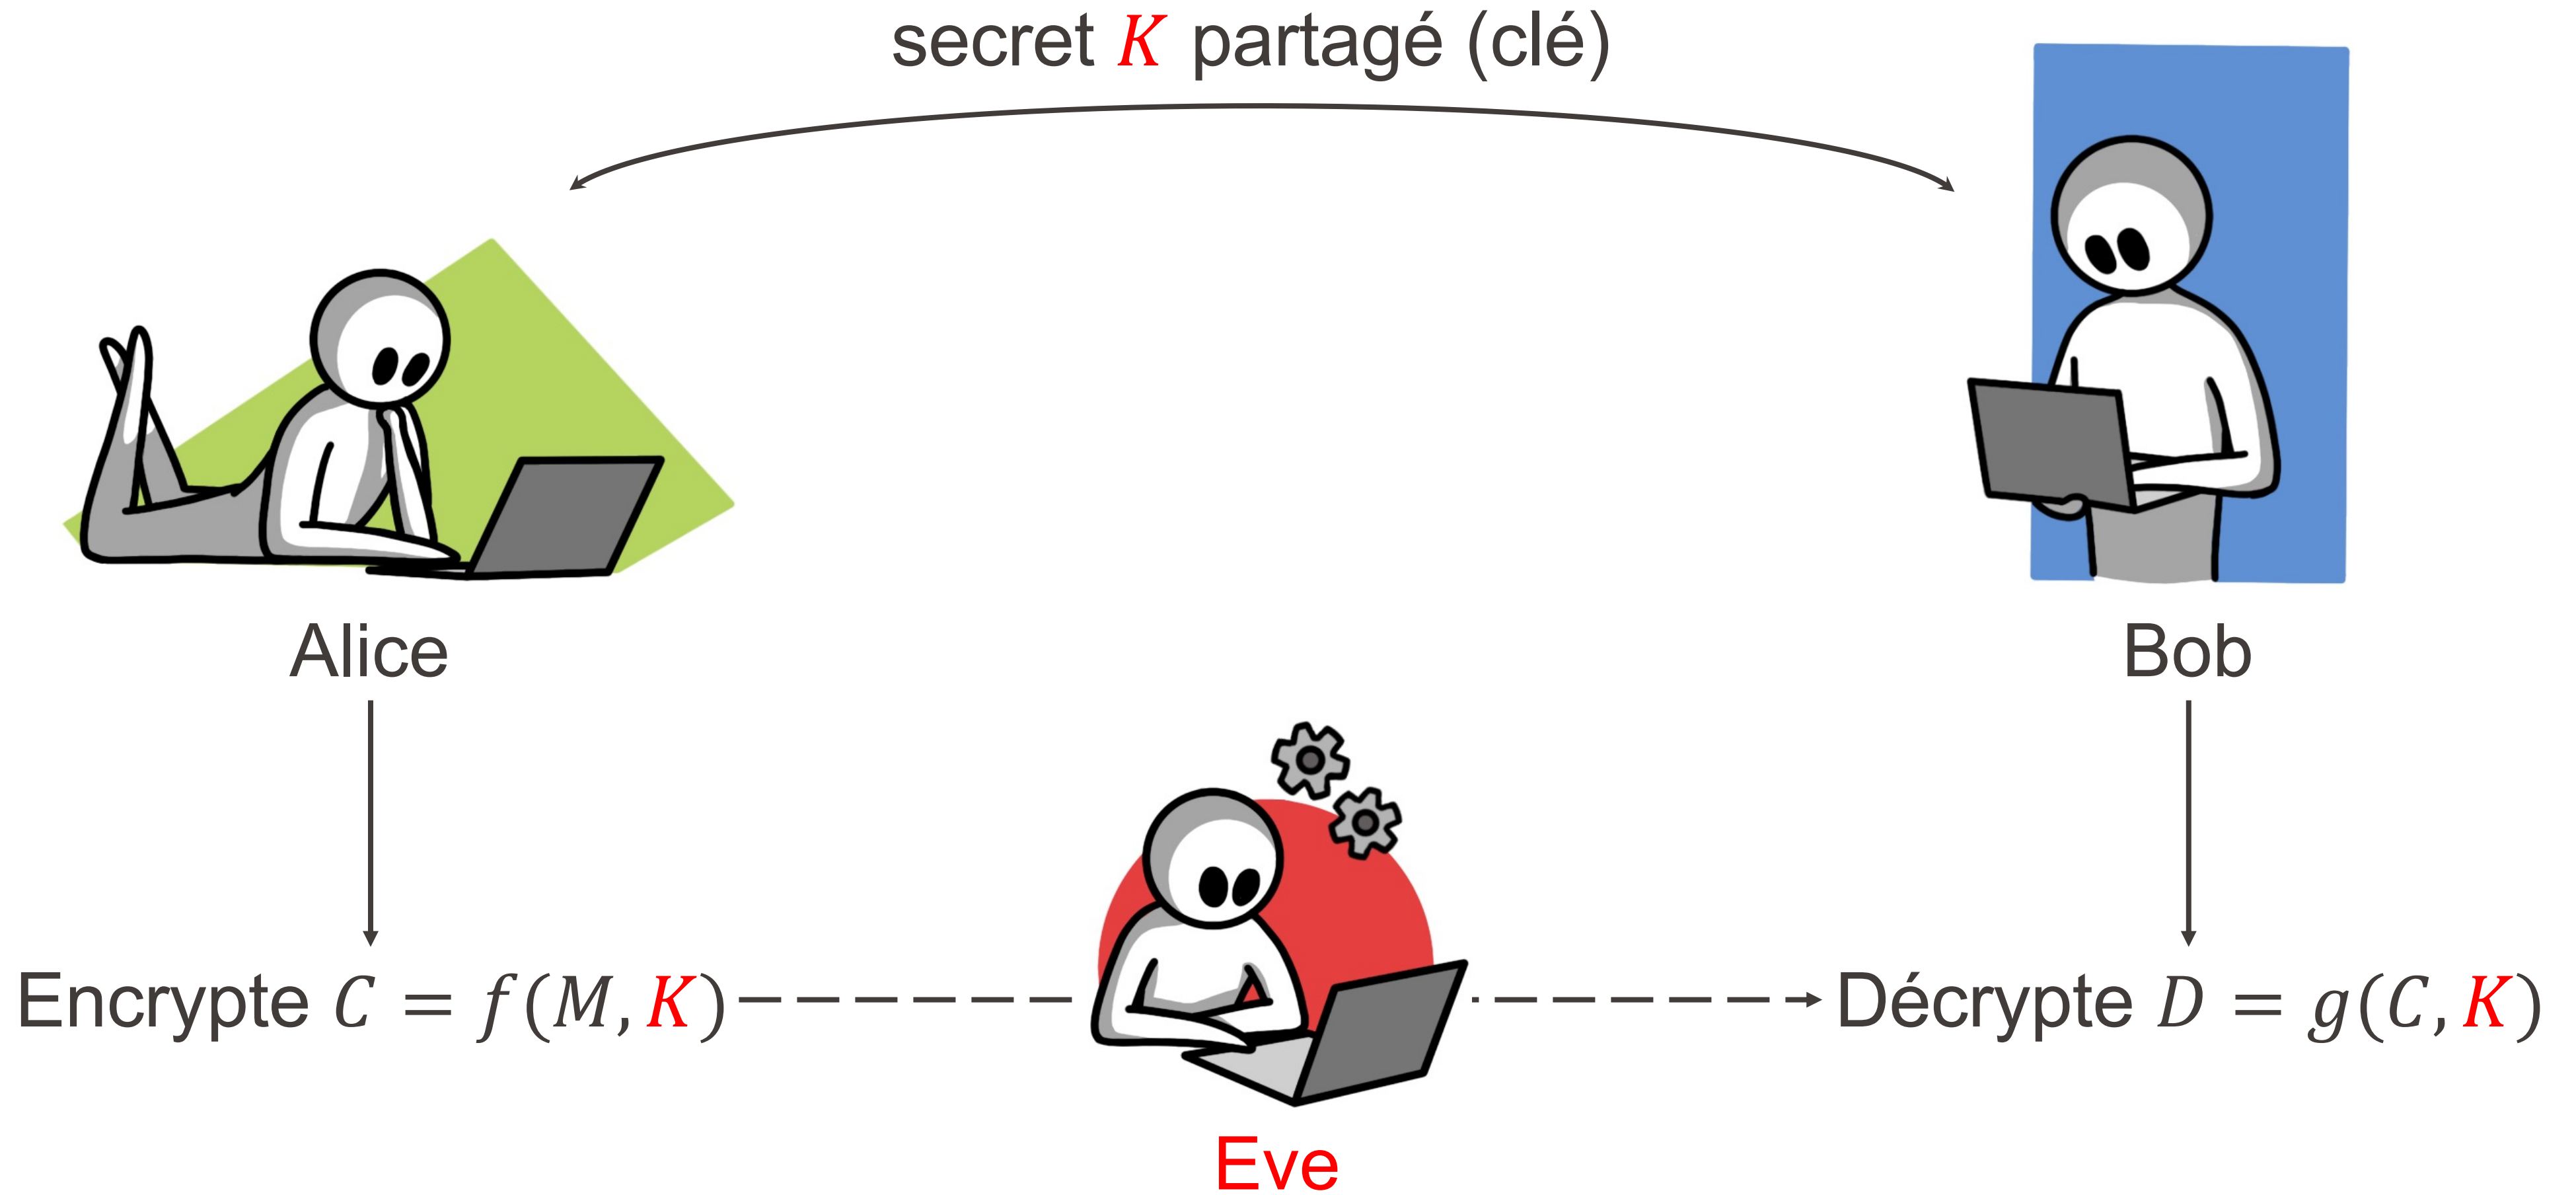 secret K partagé (clé)
Alice
Bob
Encrypte C = f(M, K)
Décrypte D = g(C, K)
Eve